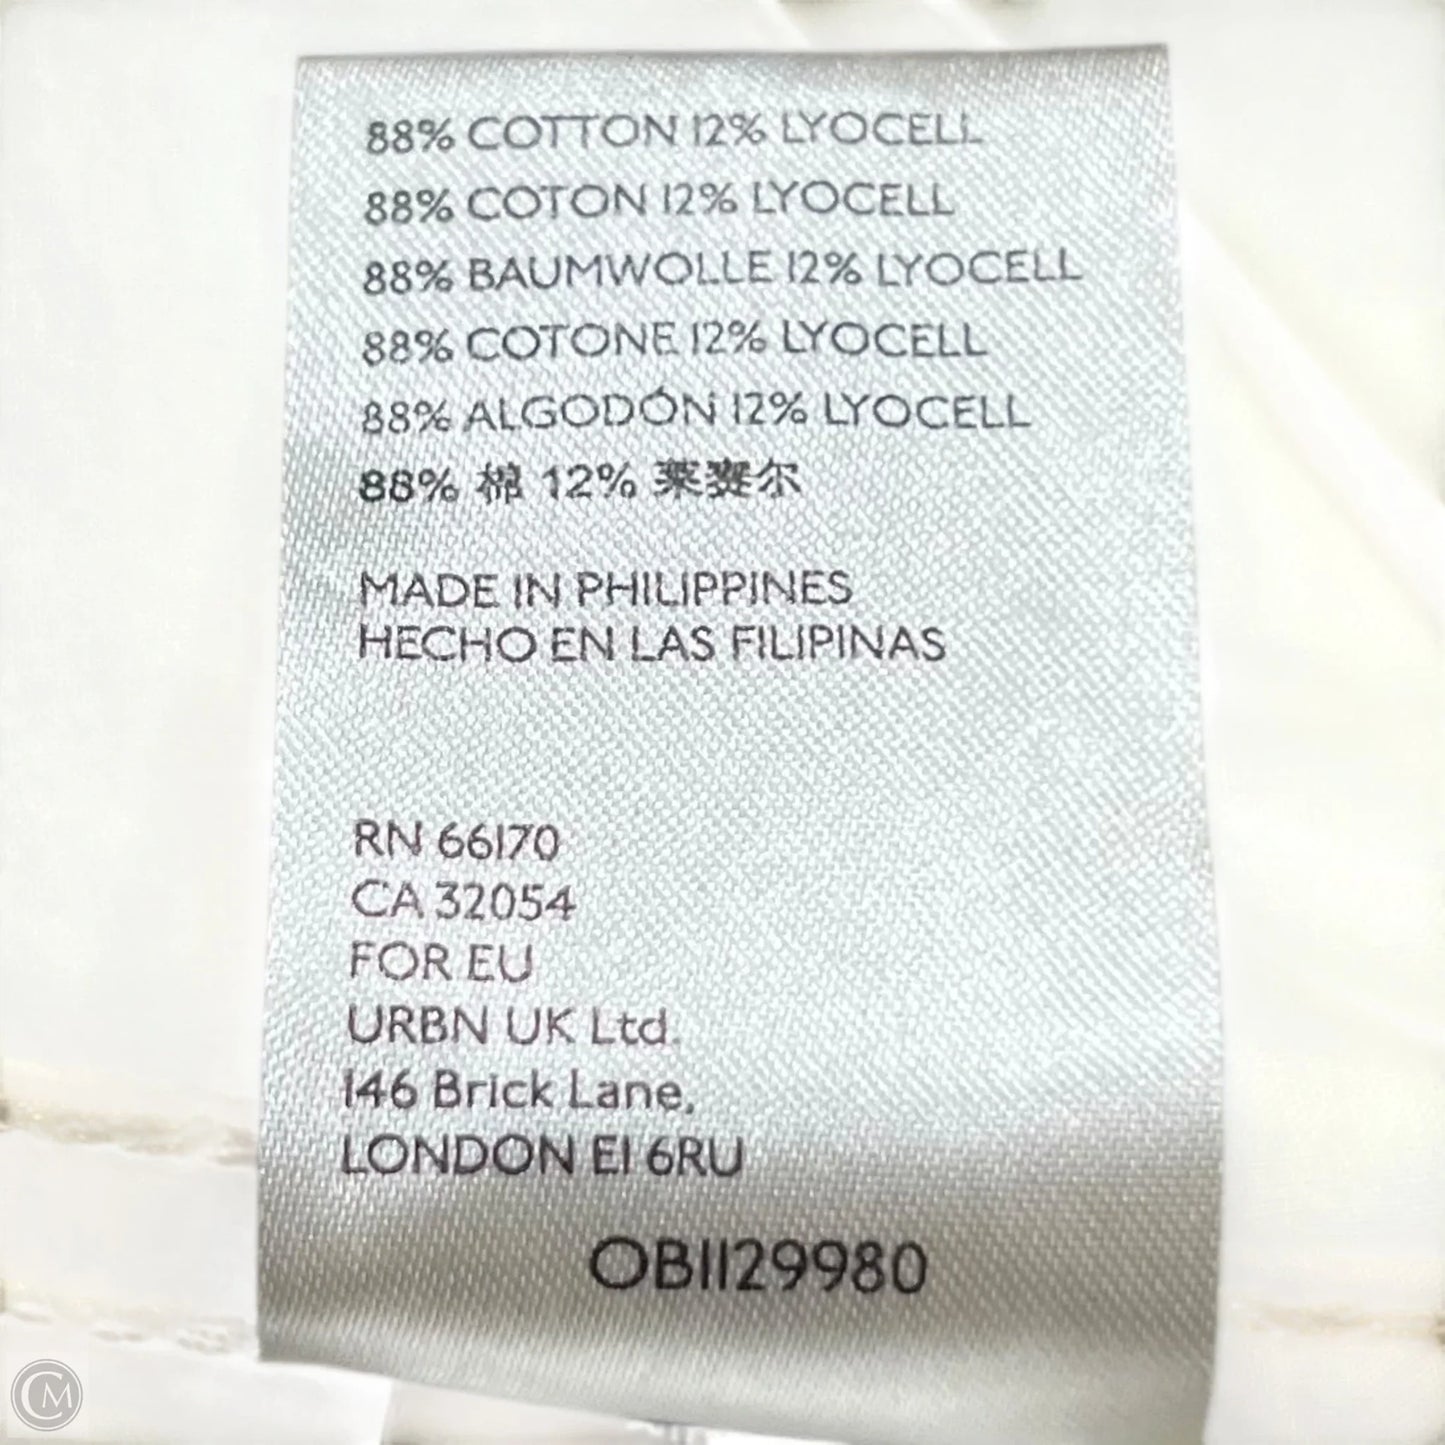 88% COTTON 12% LYOCELL
88% COTON 12% LYOCELL
88% BAUMWOLLE 12% LYOCELL
88% COTONE 12% LYOCELL
88% ALGODÓN 12% LYOCELL
88% 棉 12% 莱赛尔
MADE IN PHILIPPINES
HECHO EN LAS FILIPINAS
RN 66170
CA 32054
FOR EU
URBN UK Ltd.
146 Brick Lane,
LONDON E1 6RU
OB1129980
CM